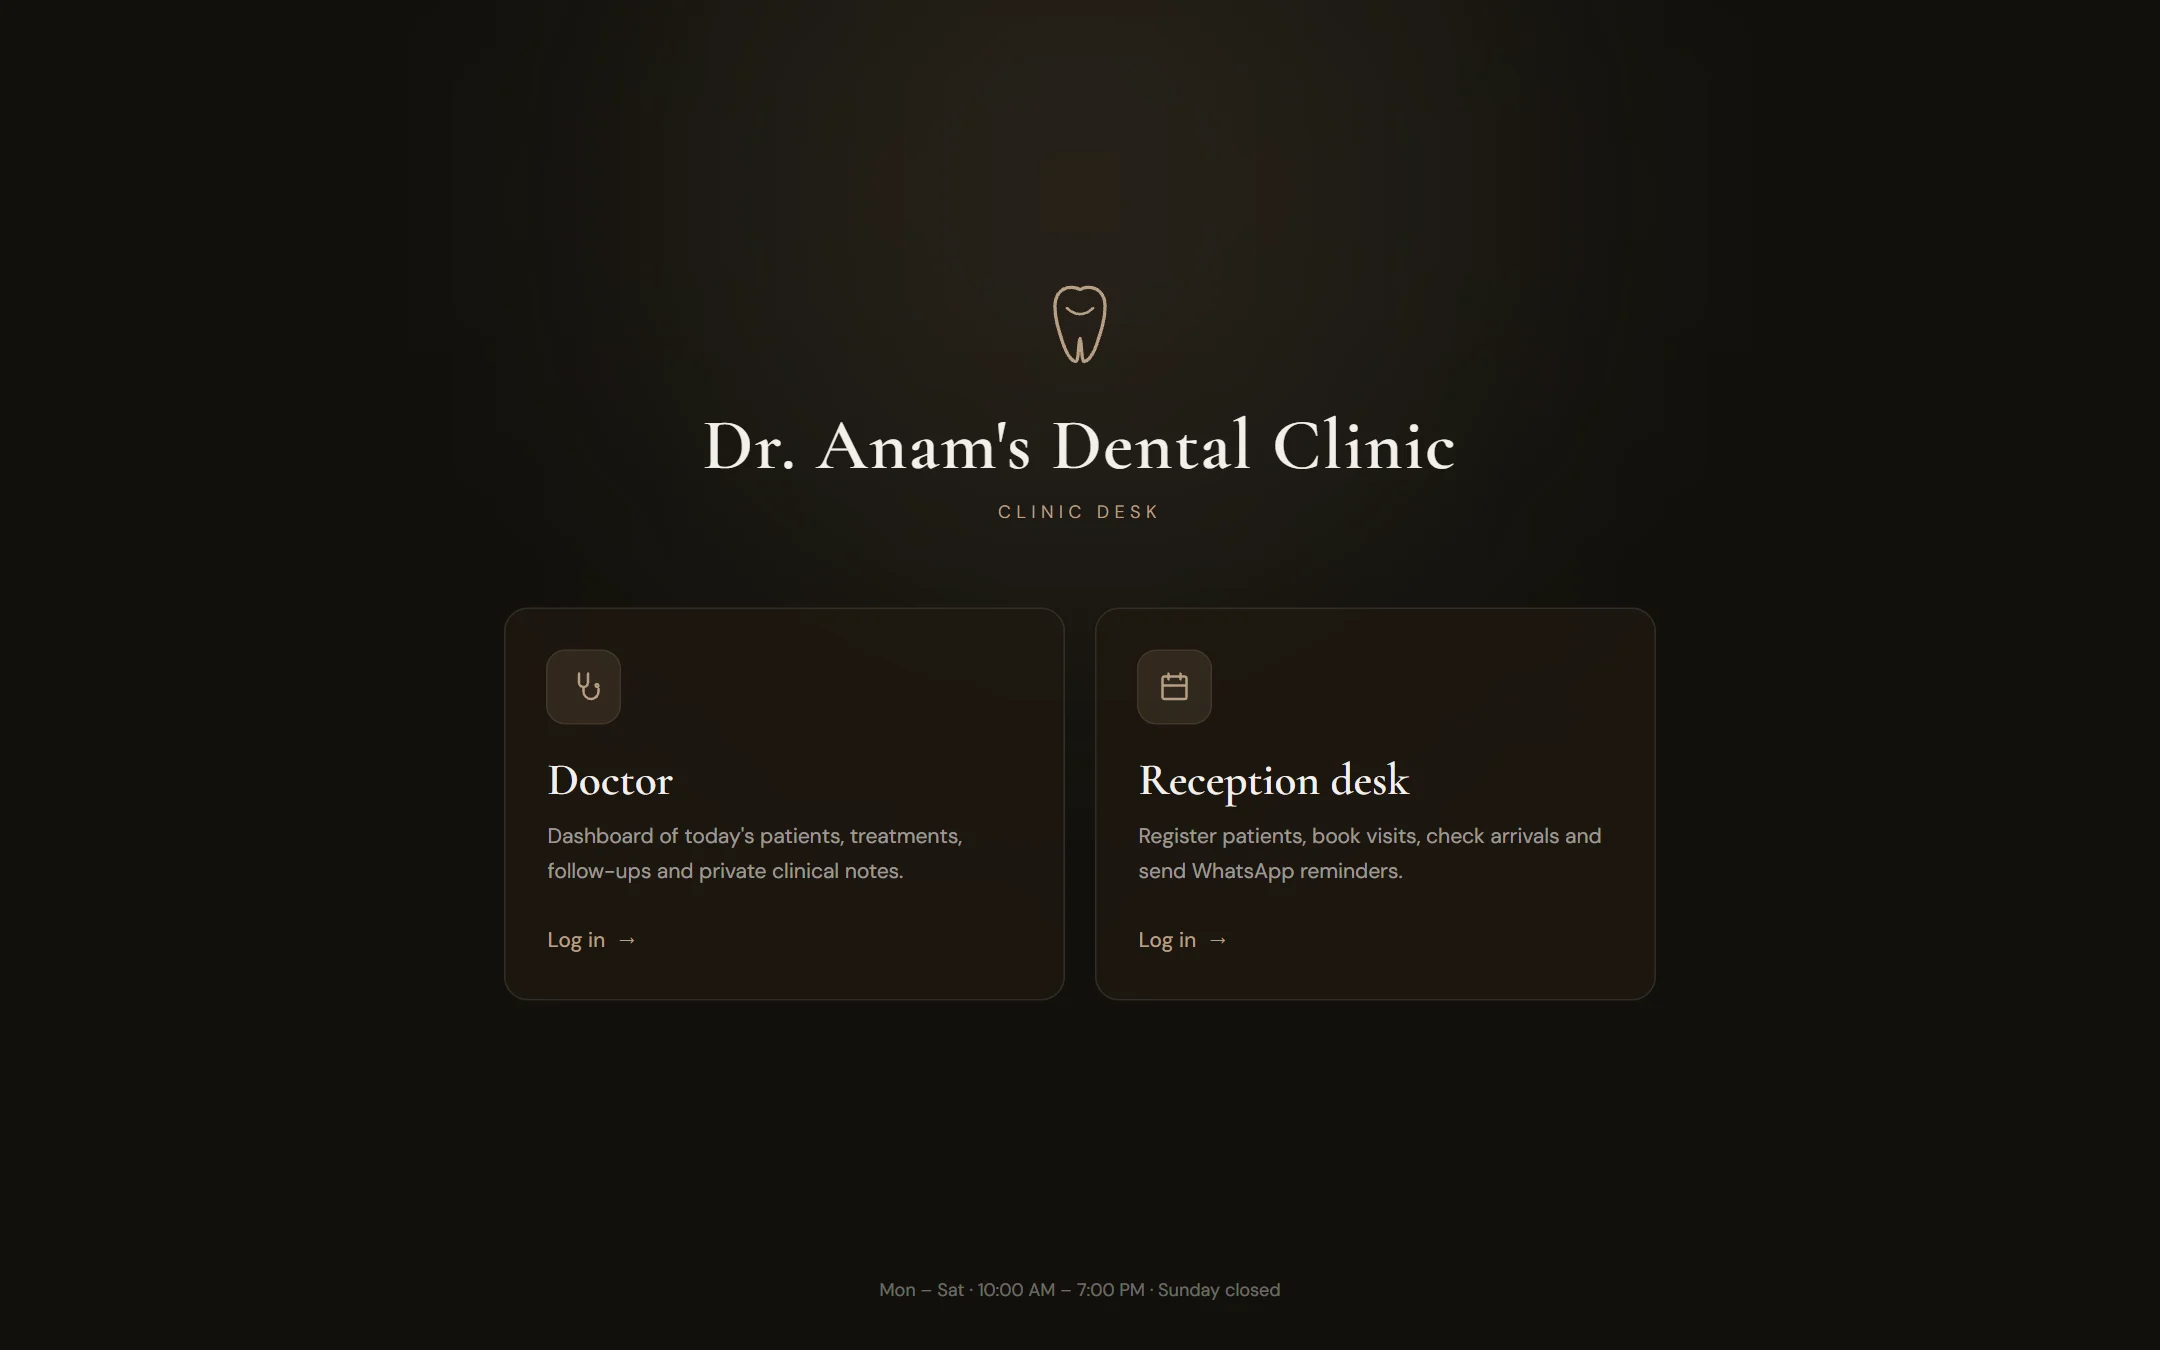 Dr. Anam's Dental Clinic
CLINIC DESK
Doctor
Dashboard of today's patients, treatments,
follow-ups and private clinical notes.
Log in →
Reception desk
Register patients, book visits, check arrivals and
send WhatsApp reminders.
Log in →
Mon – Sat · 10:00 AM – 7:00 PM · Sunday closed